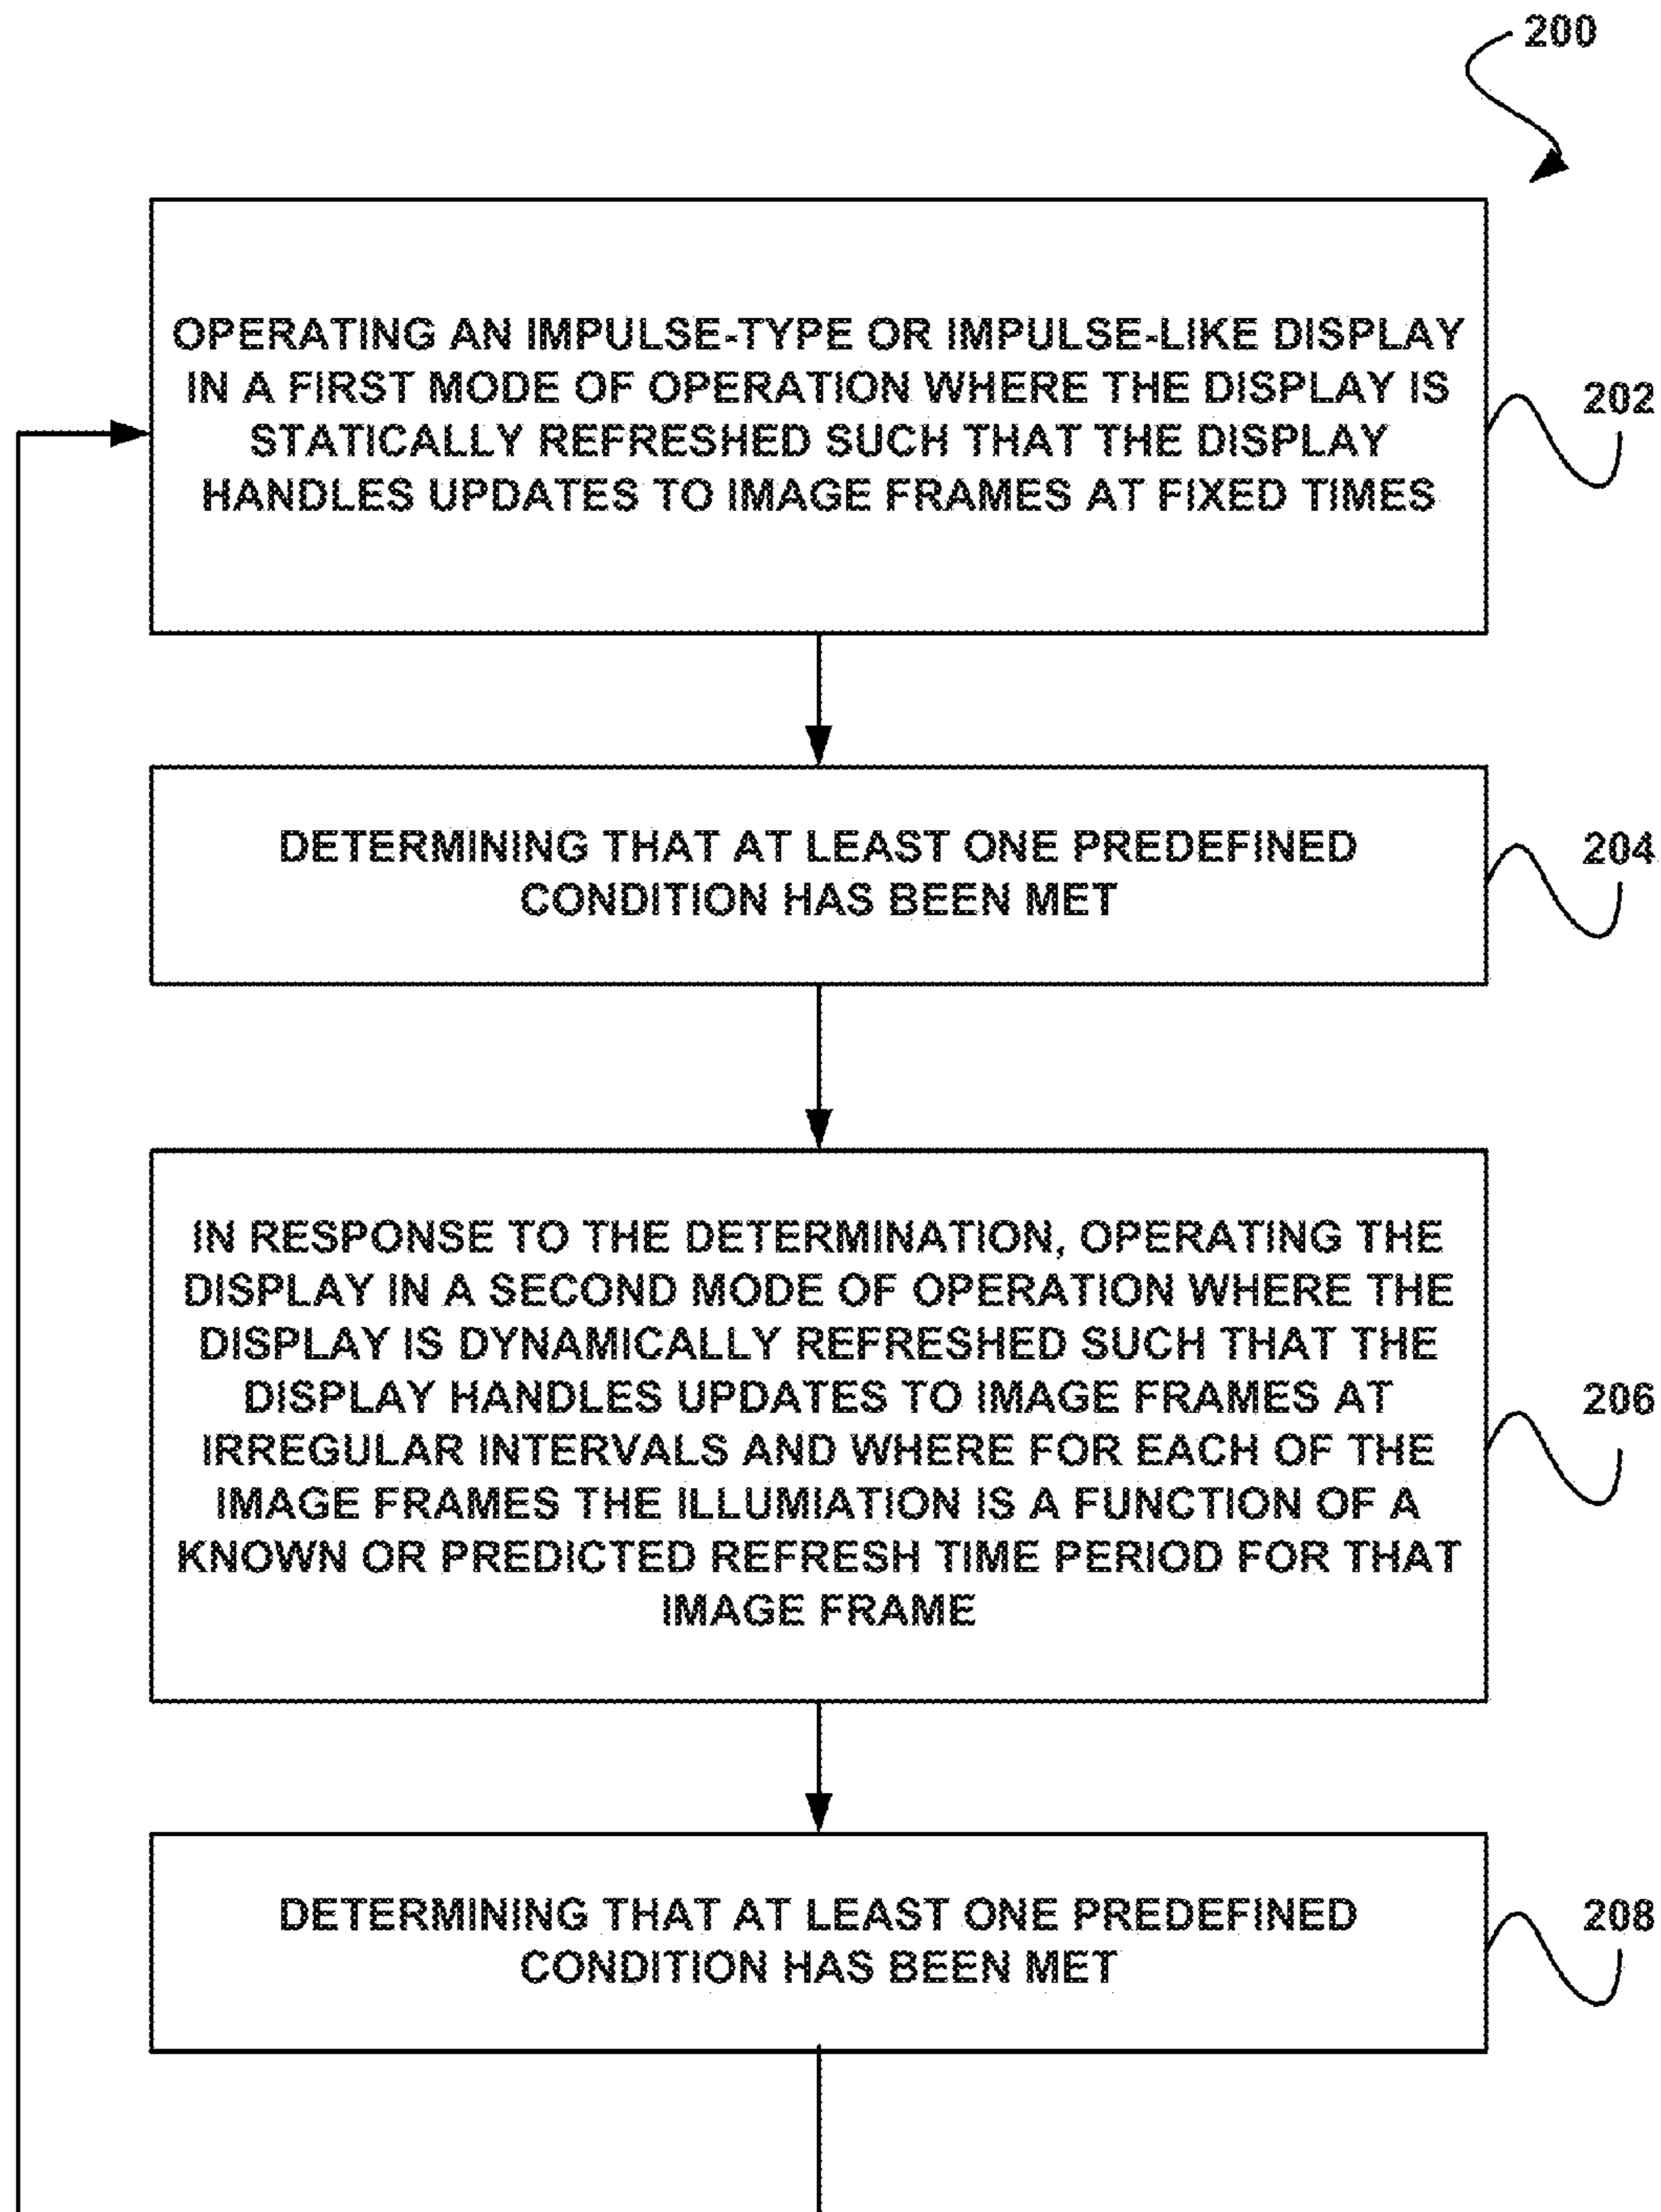 200
OPERATING AN IMPULSE-TYPE OR IMPULSE-LIKE DISPLAY
IN A FIRST MODE OF OPERATION WHERE THE DISPLAY IS
STATICALLY REFRESHED SUCH THAT THE DISPLAY
HANDLES UPDATES TO IMAGE FRAMES AT FIXED TIMES
202
DETERMINING THAT AT LEAST ONE PREDEFINED
CONDITION HAS BEEN MET
204
IN RESPONSE TO THE DETERMINATION, OPERATING THE
DISPLAY IN A SECOND MODE OF OPERATION WHERE THE
DISPLAY IS DYNAMICALLY REFRESHED SUCH THAT THE
DISPLAY HANDLES UPDATES TO IMAGE FRAMES AT
IRREGULAR INTERVALS AND WHERE FOR EACH OF THE
IMAGE FRAMES THE ILLUMIATION IS A FUNCTION OF A
KNOWN OR PREDICTED REFRESH TIME PERIOD FOR THAT
IMAGE FRAME
206
DETERMINING THAT AT LEAST ONE PREDEFINED
CONDITION HAS BEEN MET
208